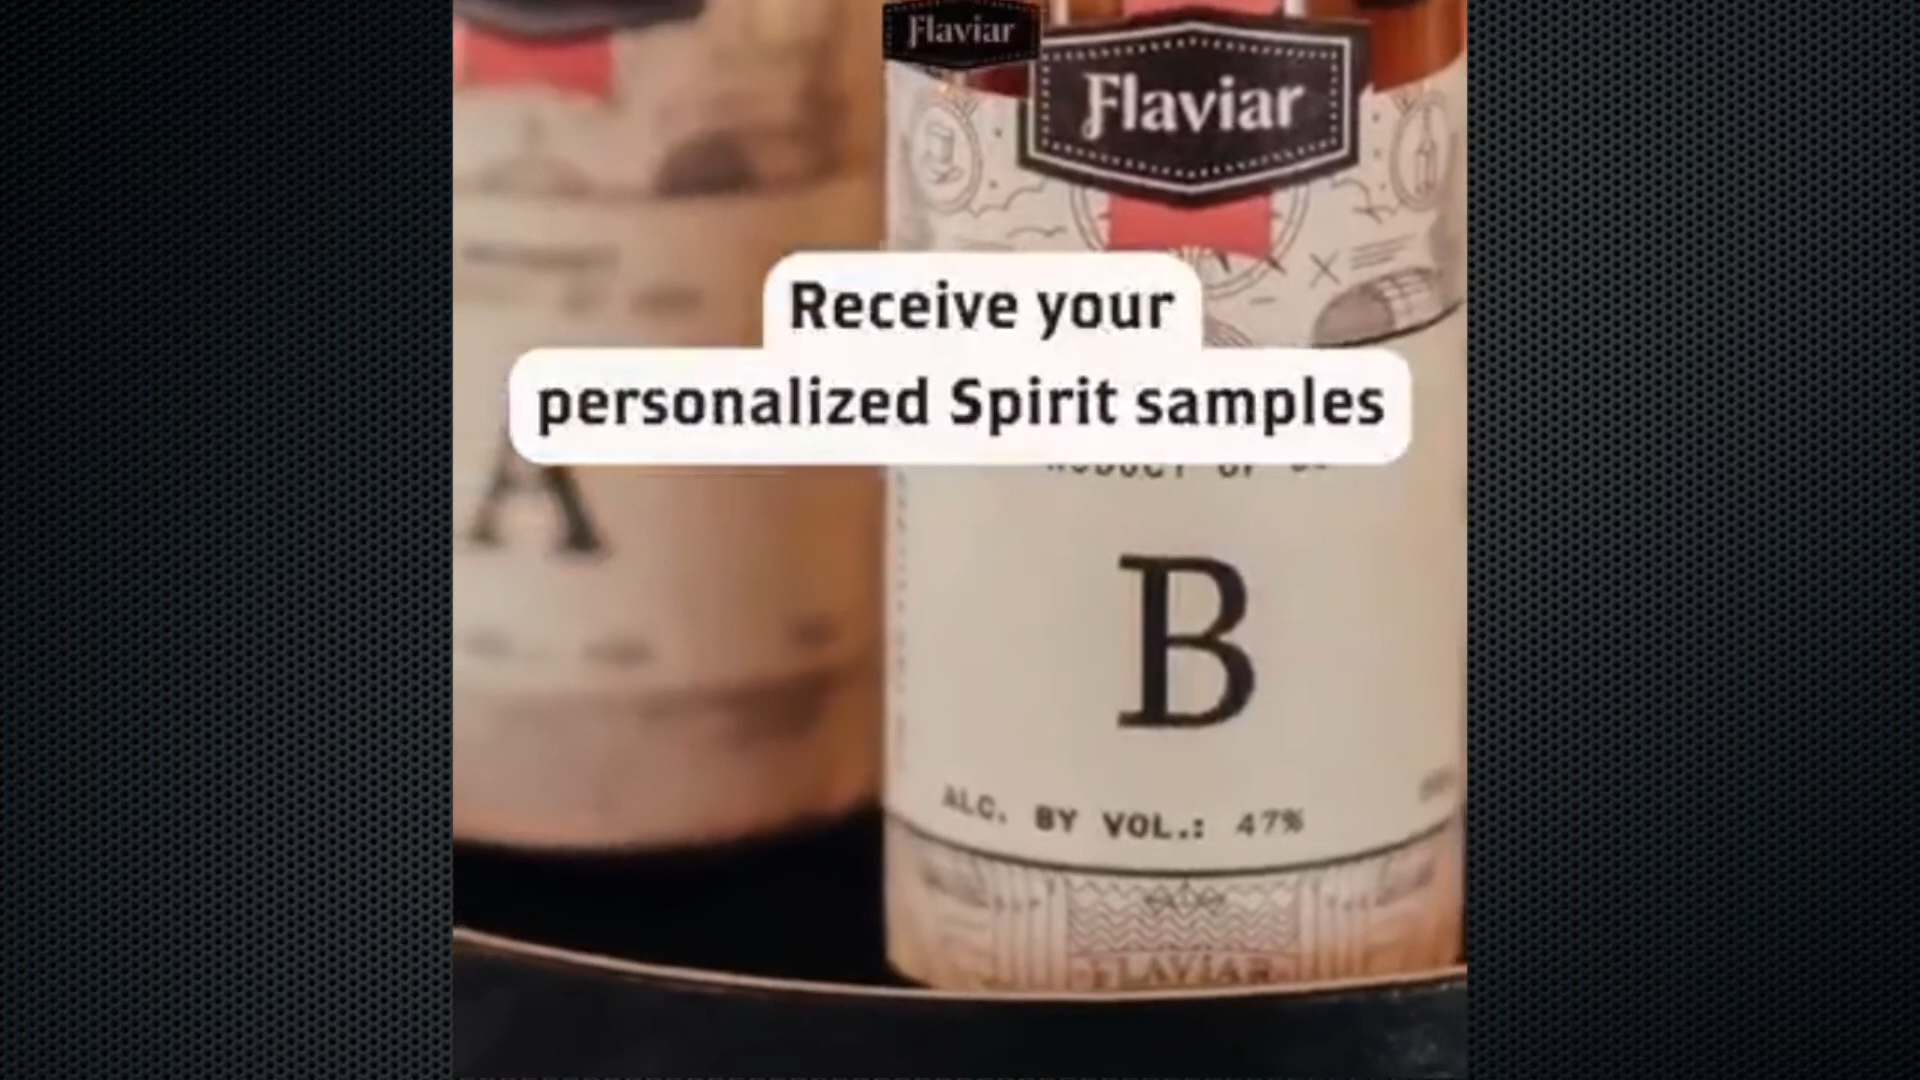 Flaviar
Flaviar
Receive your
personalized Spirit samples
A
B
ALC. BY VOL.: 47%
FLAVIAR